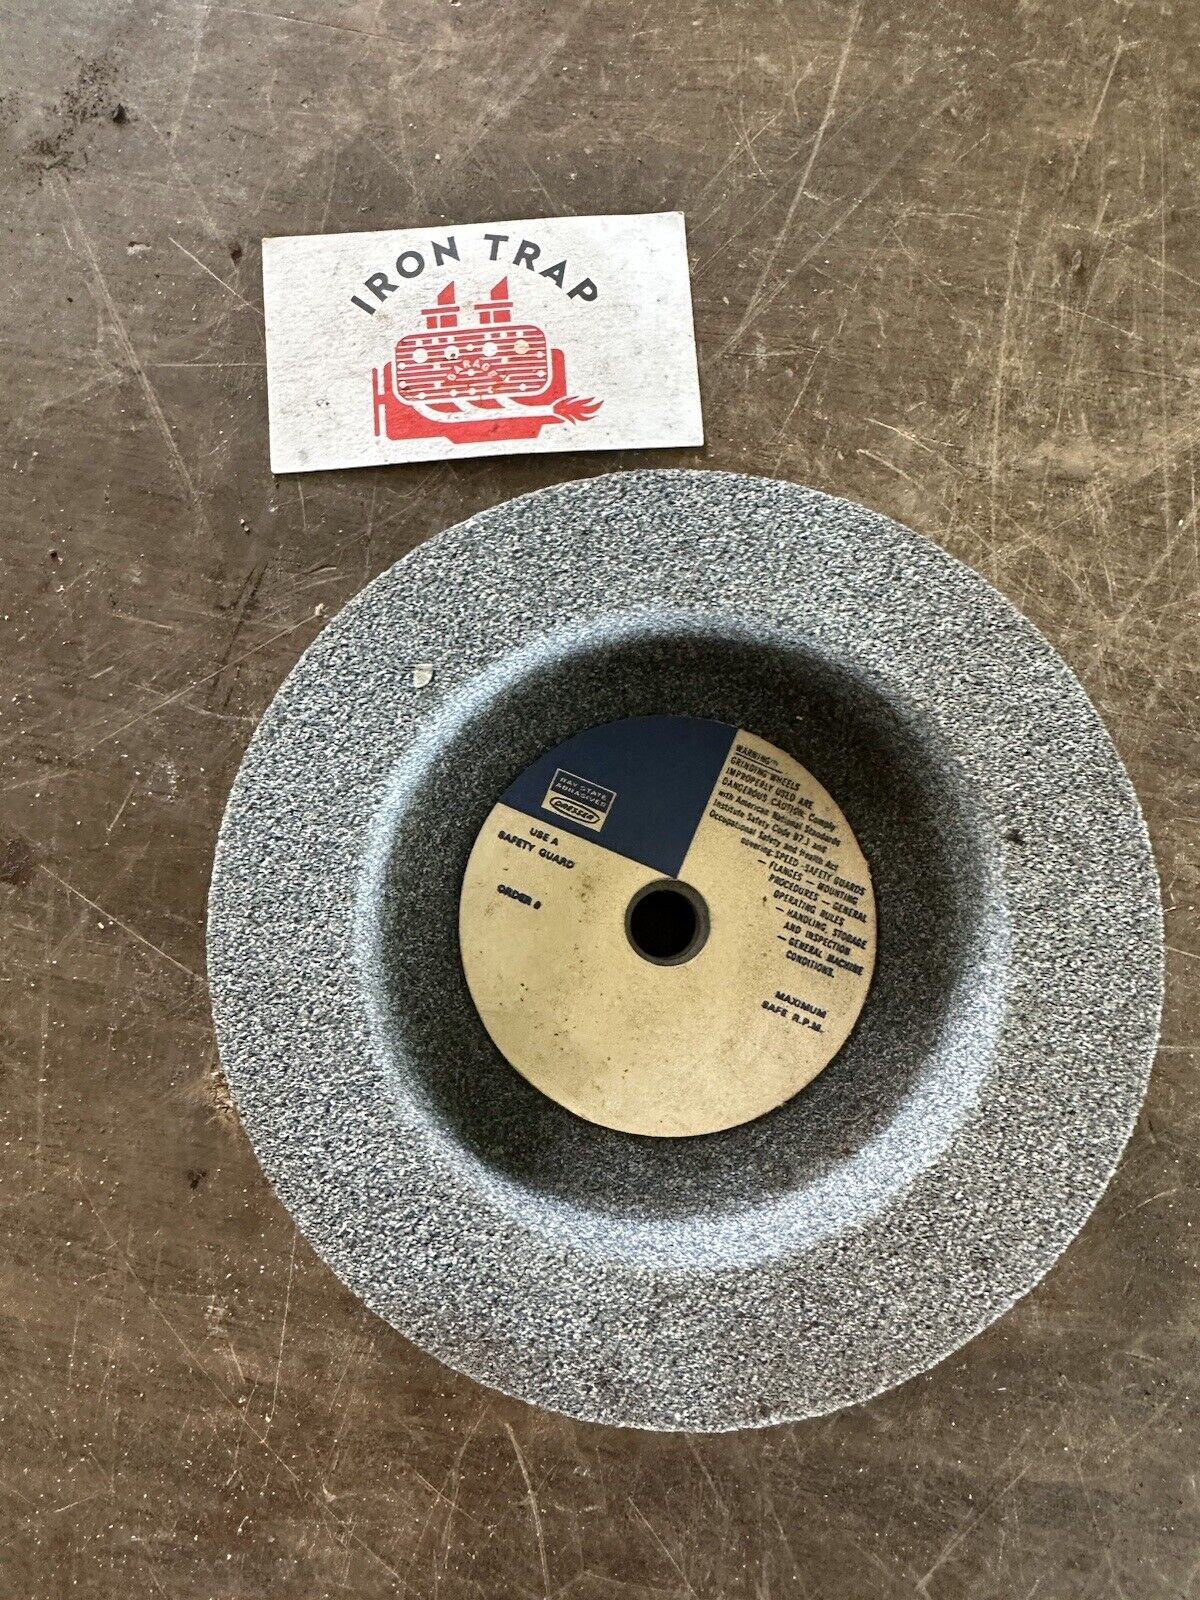 IRON TRAP
GARAGE
BAY STATE
ABRASIVES
DRESSER
USE A
SAFETY GUARD
ORDER #
WARNING:
GRINDING WHEELS
IMPROPERLY USED ARE
DANGEROUS. CAUTION: Comply
with American National Standards
Institute Safety Code B7.1 and
Occupational Safety and Health Act
covering: SPEED - SAFETY GUARDS
— FLANGES — MOUNTING
PROCEDURES — GENERAL
OPERATING RULES
— HANDLING, STORAGE
AND INSPECTION
— GENERAL MACHINE
CONDITIONS.
MAXIMUM
SAFE R.P.M.